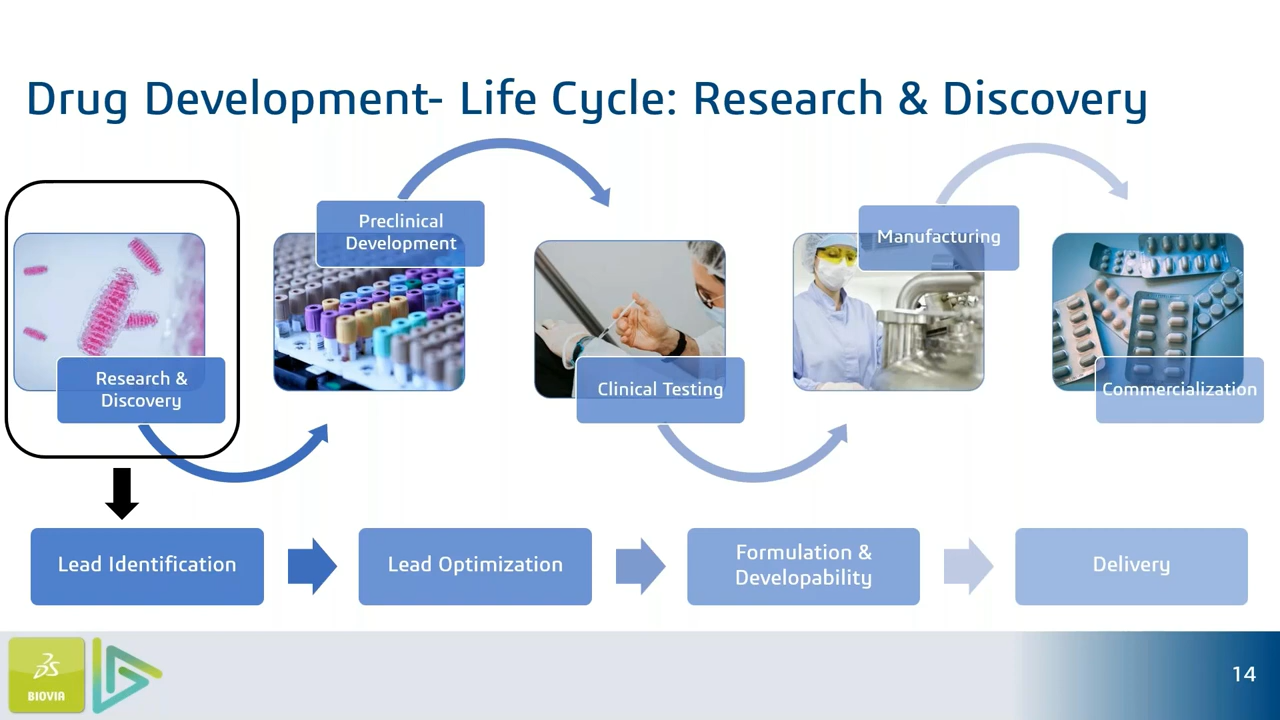 Drug Development- Life Cycle: Research & Discovery
Research &
Discovery
Preclinical
Development
Clinical Testing
Manufacturing
Commercialization
Lead Identification
Lead Optimization
Formulation &
Developability
Delivery
3DS
BIOVIA
14